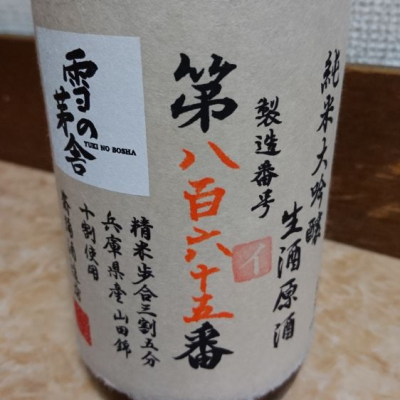 純米大吟醸
生酒原酒
製造番号
イ
第八百六十五番
精米歩合三割五分
兵庫県産山田錦
十割使用
雪の茅舎
YUKI NO BOSHA